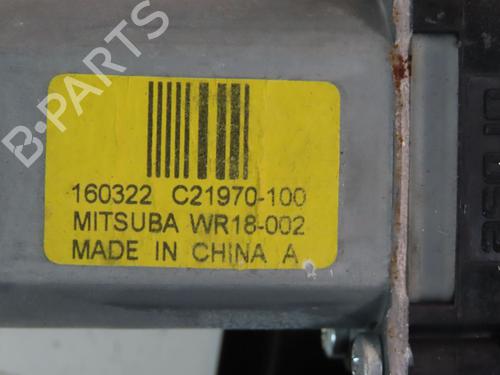 B-PARTS
160322 C21970-100
MITSUBA WR18-002
MADE IN CHINA A